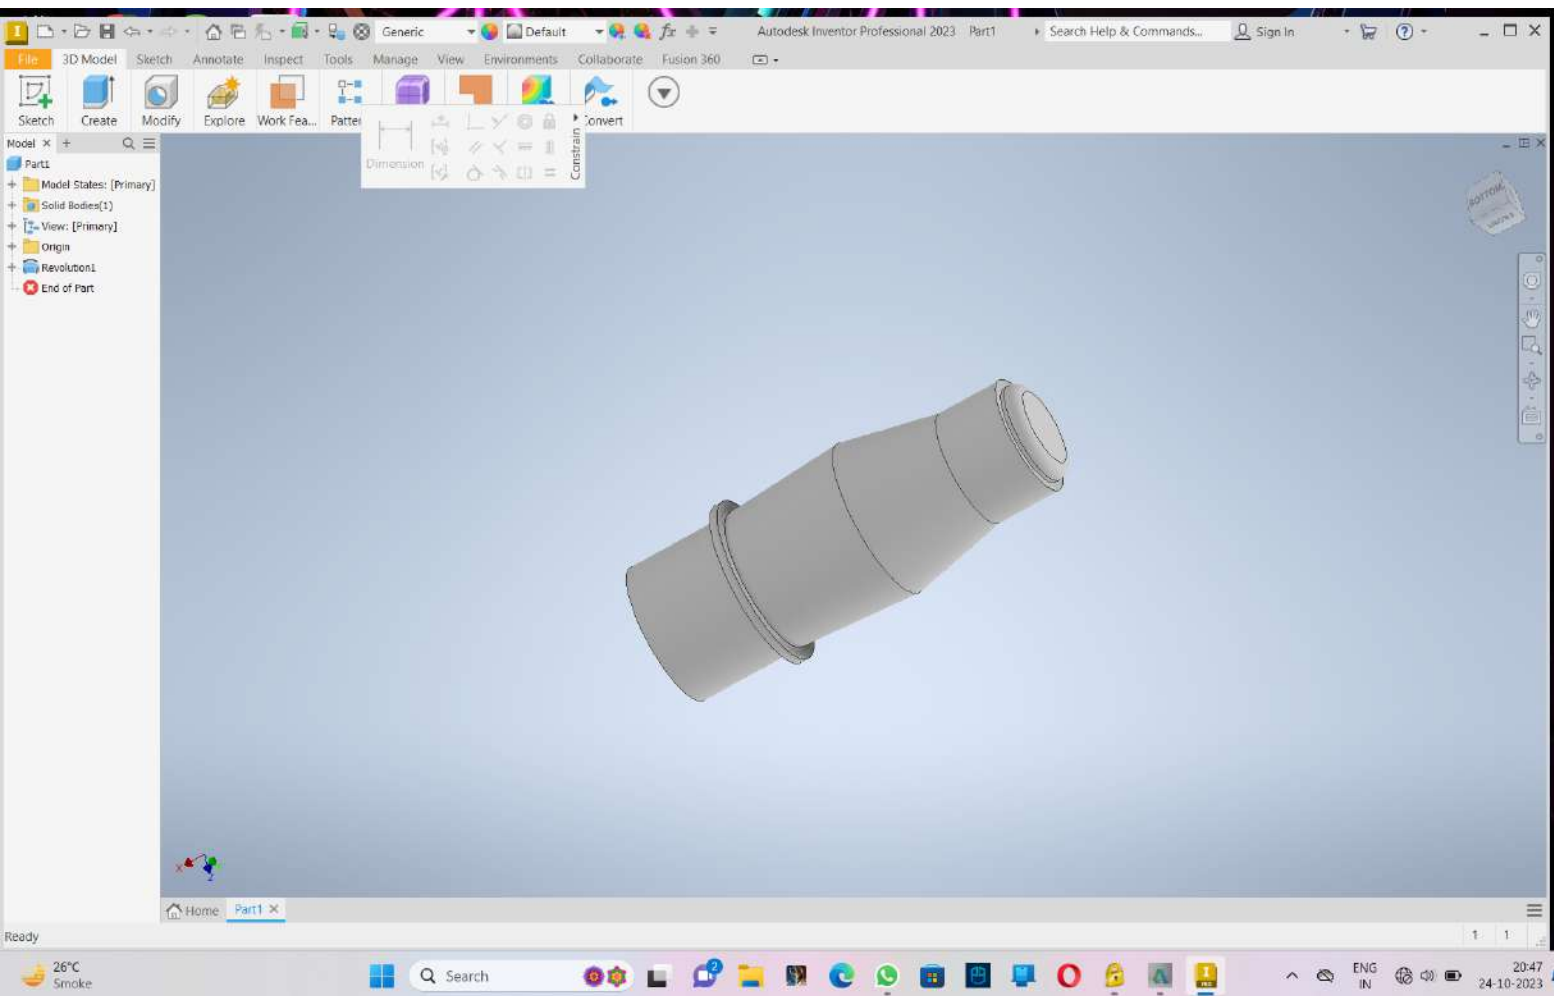 Generic
Default
Autodesk Inventor Professional 2023 Part1
Search Help & Commands...
Sign In
File 3D Model Sketch Annotate Inspect Tools Manage View Environments Collaborate Fusion 360
Sketch Create Modify Explore Work Fea... Patte onvert
Dimension
Constrain
Model
Part1
Model States: [Primary]
Solid Bodies(1)
View: [Primary]
Origin
Revolution1
End of Part
BOTTOM
X
Z
Home Part1
Ready
1 1
26°C
Smoke
Search
2
ENG
IN
20:47
24-10-2023